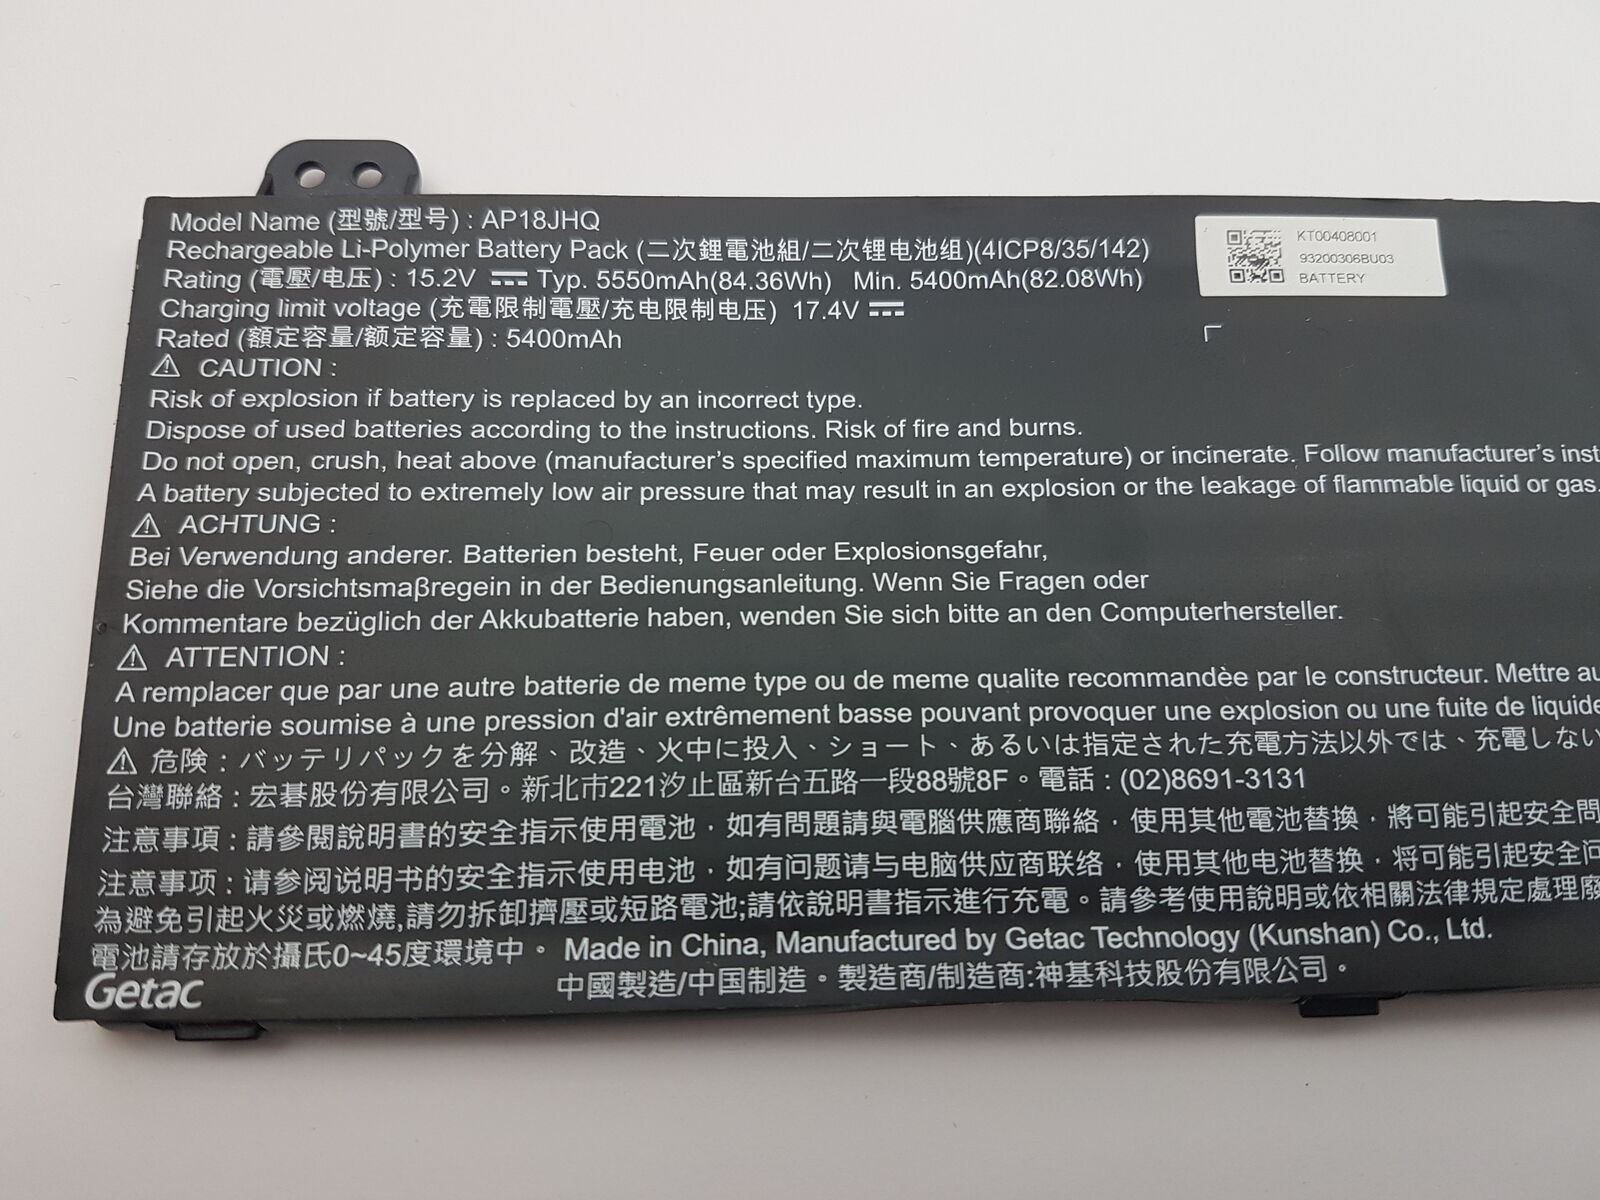 Model Name (型號/型号) : AP18JHQ
Rechargeable Li-Polymer Battery Pack (二次鋰電池組/二次锂电池组)(4ICP8/35/142)
Rating (電壓/电压) : 15.2V Typ. 5550mAh(84.36Wh) Min. 5400mAh(82.08Wh)
Charging limit voltage (充電限制電壓/充电限制电压) 17.4V
Rated (額定容量/额定容量) : 5400mAh
KT00408001
93200306BU03
BATTERY
⚠ CAUTION :
Risk of explosion if battery is replaced by an incorrect type.
Dispose of used batteries according to the instructions. Risk of fire and burns.
Do not open, crush, heat above (manufacturer's specified maximum temperature) or incinerate. Follow manufacturer's inst
A battery subjected to extremely low air pressure that may result in an explosion or the leakage of flammable liquid or gas.
⚠ ACHTUNG :
Bei Verwendung anderer. Batterien besteht, Feuer oder Explosionsgefahr,
Siehe die Vorsichtsmaβregein in der Bedienungsanleitung. Wenn Sie Fragen oder
Kommentare bezüglich der Akkubatterie haben, wenden Sie sich bitte an den Computerhersteller.
⚠ ATTENTION :
A remplacer que par une autre batterie de meme type ou de meme qualite recommandèe par le constructeur. Mettre au
Une batterie soumise à une pression d'air extrêmement basse pouvant provoquer une explosion ou une fuite de liquide
⚠ 危険 : バッテリパックを分解、改造、火中に投入、ショート、あるいは指定された充電方法以外では、充電しない
台灣聯絡 : 宏碁股份有限公司。新北市221汐止區新台五路一段88號8F。電話 : (02)8691-3131
注意事項 : 請參閱說明書的安全指示使用電池，如有問題請與電腦供應商聯絡，使用其他電池替換，將可能引起安全問
注意事项 : 请参阅说明书的安全指示使用电池，如有问题请与电脑供应商联络，使用其他电池替换，将可能引起安全问
為避免引起火災或燃燒,請勿拆卸擠壓或短路電池;請依說明書指示進行充電。請參考使用說明或依相關法律規定處理廢
電池請存放於攝氏0~45度環境中。 Made in China, Manufactured by Getac Technology (Kunshan) Co., Ltd.
Getac 中國製造/中国制造。製造商/制造商:神基科技股份有限公司。